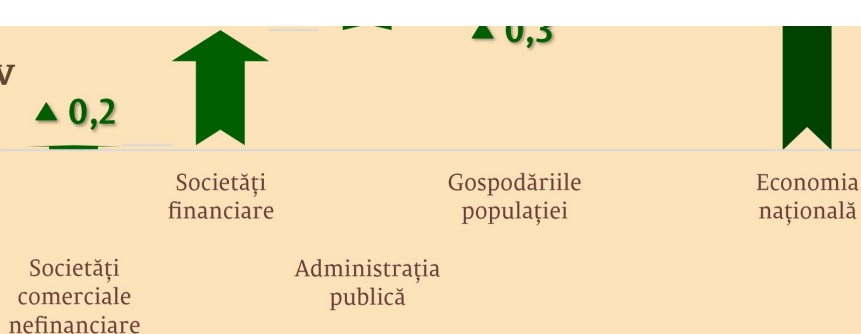 ▲ 0,3
v
▲ 0,2
Societăți
financiare
Gospodăriile
populației
Economia
națională
Societăți
comerciale
nefinanciare
Administrația
publică